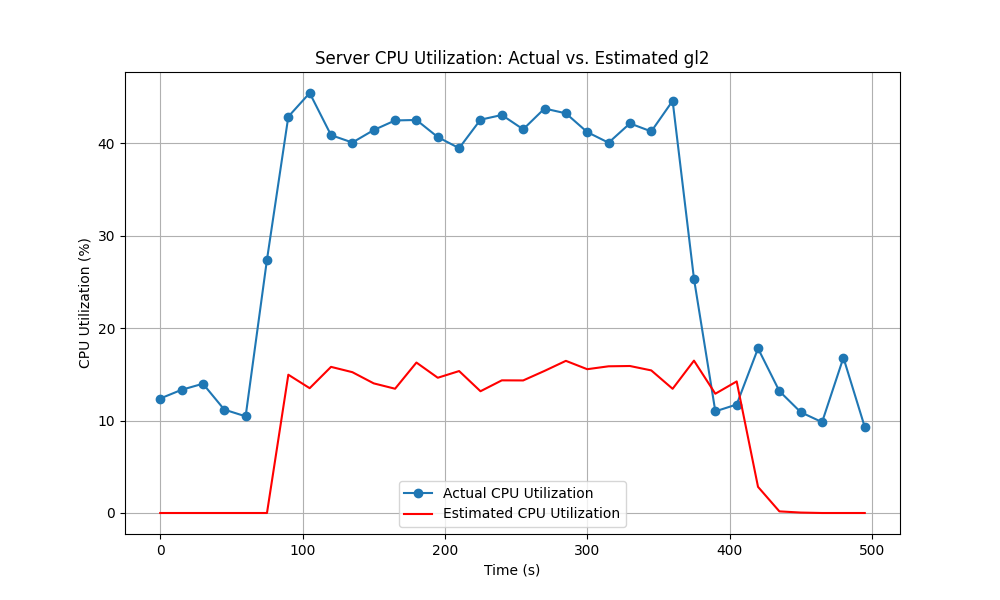 Server CPU Utilization: Actual vs. Estimated gl2
CPU Utilization (%)
40
30
20
10
0
Actual CPU Utilization
Estimated CPU Utilization
0 100 200 300 400 500
Time (s)